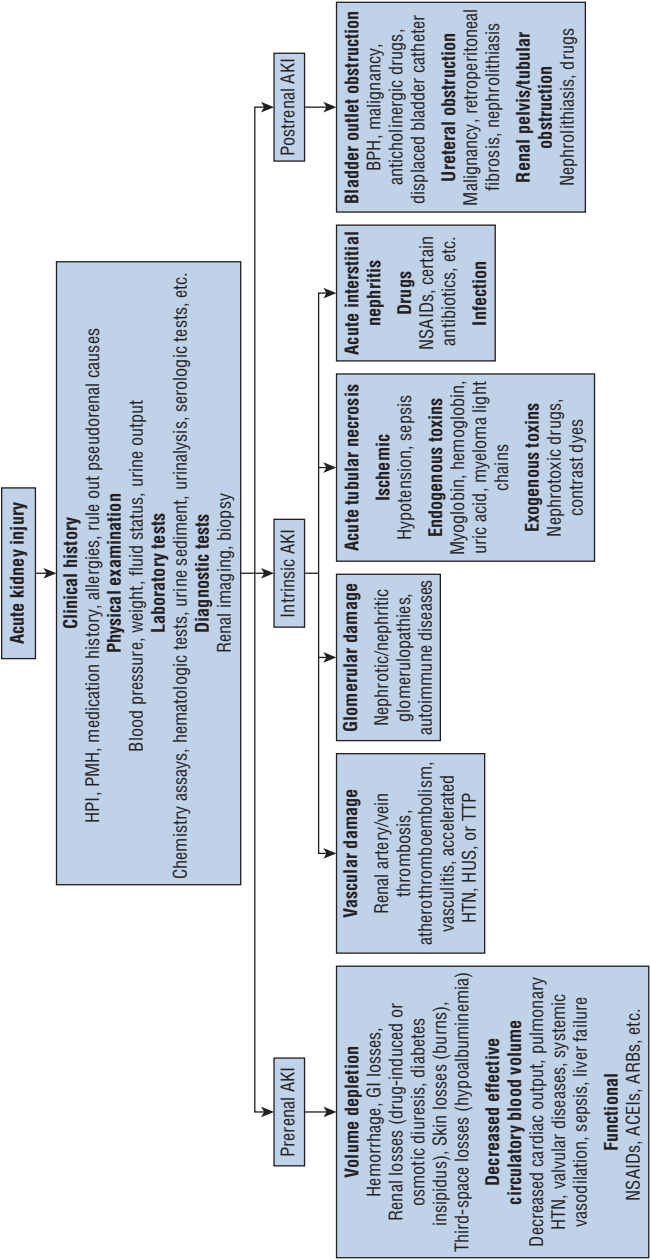 Acute kidney injury
Clinical history
HPI, PMH, medication history, allergies, rule out pseudorenal causes
Physical examination
Blood pressure, weight, fluid status, urine output
Laboratory tests
Chemistry assays, hematologic tests, urine sediment, urinalysis, serologic tests, etc.
Diagnostic tests
Renal imaging, biopsy
Prerenal AKI
Intrinsic AKI
Postrenal AKI
Volume depletion
Hemorrhage, GI losses,
Renal losses (drug-induced or
osmotic diuresis, diabetes
insipidus), Skin losses (burns),
Third-space losses (hypoalbuminemia)
Decreased effective
circulatory blood volume
Decreased cardiac output, pulmonary
HTN, valvular diseases, systemic
vasodilation, sepsis, liver failure
Functional
NSAIDs, ACEIs, ARBs, etc.
Vascular damage
Renal artery/vein
thrombosis,
atherothromboembolism,
vasculitis, accelerated
HTN, HUS, or TTP
Glomerular damage
Nephrotic/nephritic
glomerulopathies,
autoimmune diseases
Acute tubular necrosis
Ischemic
Hypotension, sepsis
Endogenous toxins
Myoglobin, hemoglobin,
uric acid, myeloma light
chains
Exogenous toxins
Nephrotoxic drugs,
contrast dyes
Acute interstitial
nephritis
Drugs
NSAIDs, certain
antibiotics, etc.
Infection
Bladder outlet obstruction
BPH, malignancy,
anticholinergic drugs,
displaced bladder catheter
Ureteral obstruction
Malignancy, retroperitoneal
fibrosis, nephrolithiasis
Renal pelvis/tubular
obstruction
Nephrolithiasis, drugs